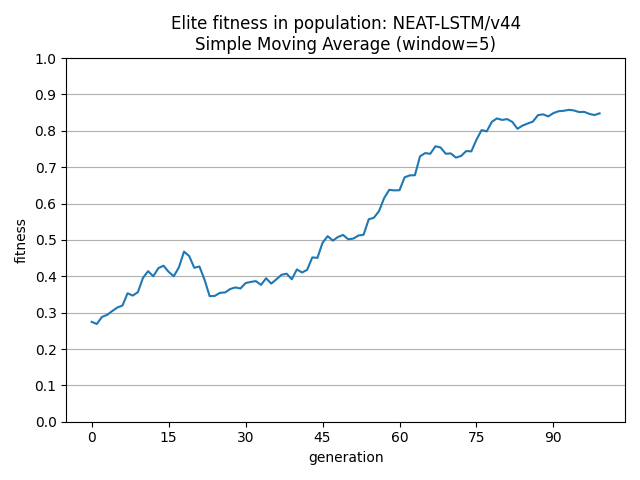 Elite fitness in population: NEAT-LSTM/v44
Simple Moving Average (window=5)
1.0
0.9
0.8
0.7
0.6
0.5
0.4
0.3
0.2
0.1
0.0
fitness
0 15 30 45 60 75 90
generation